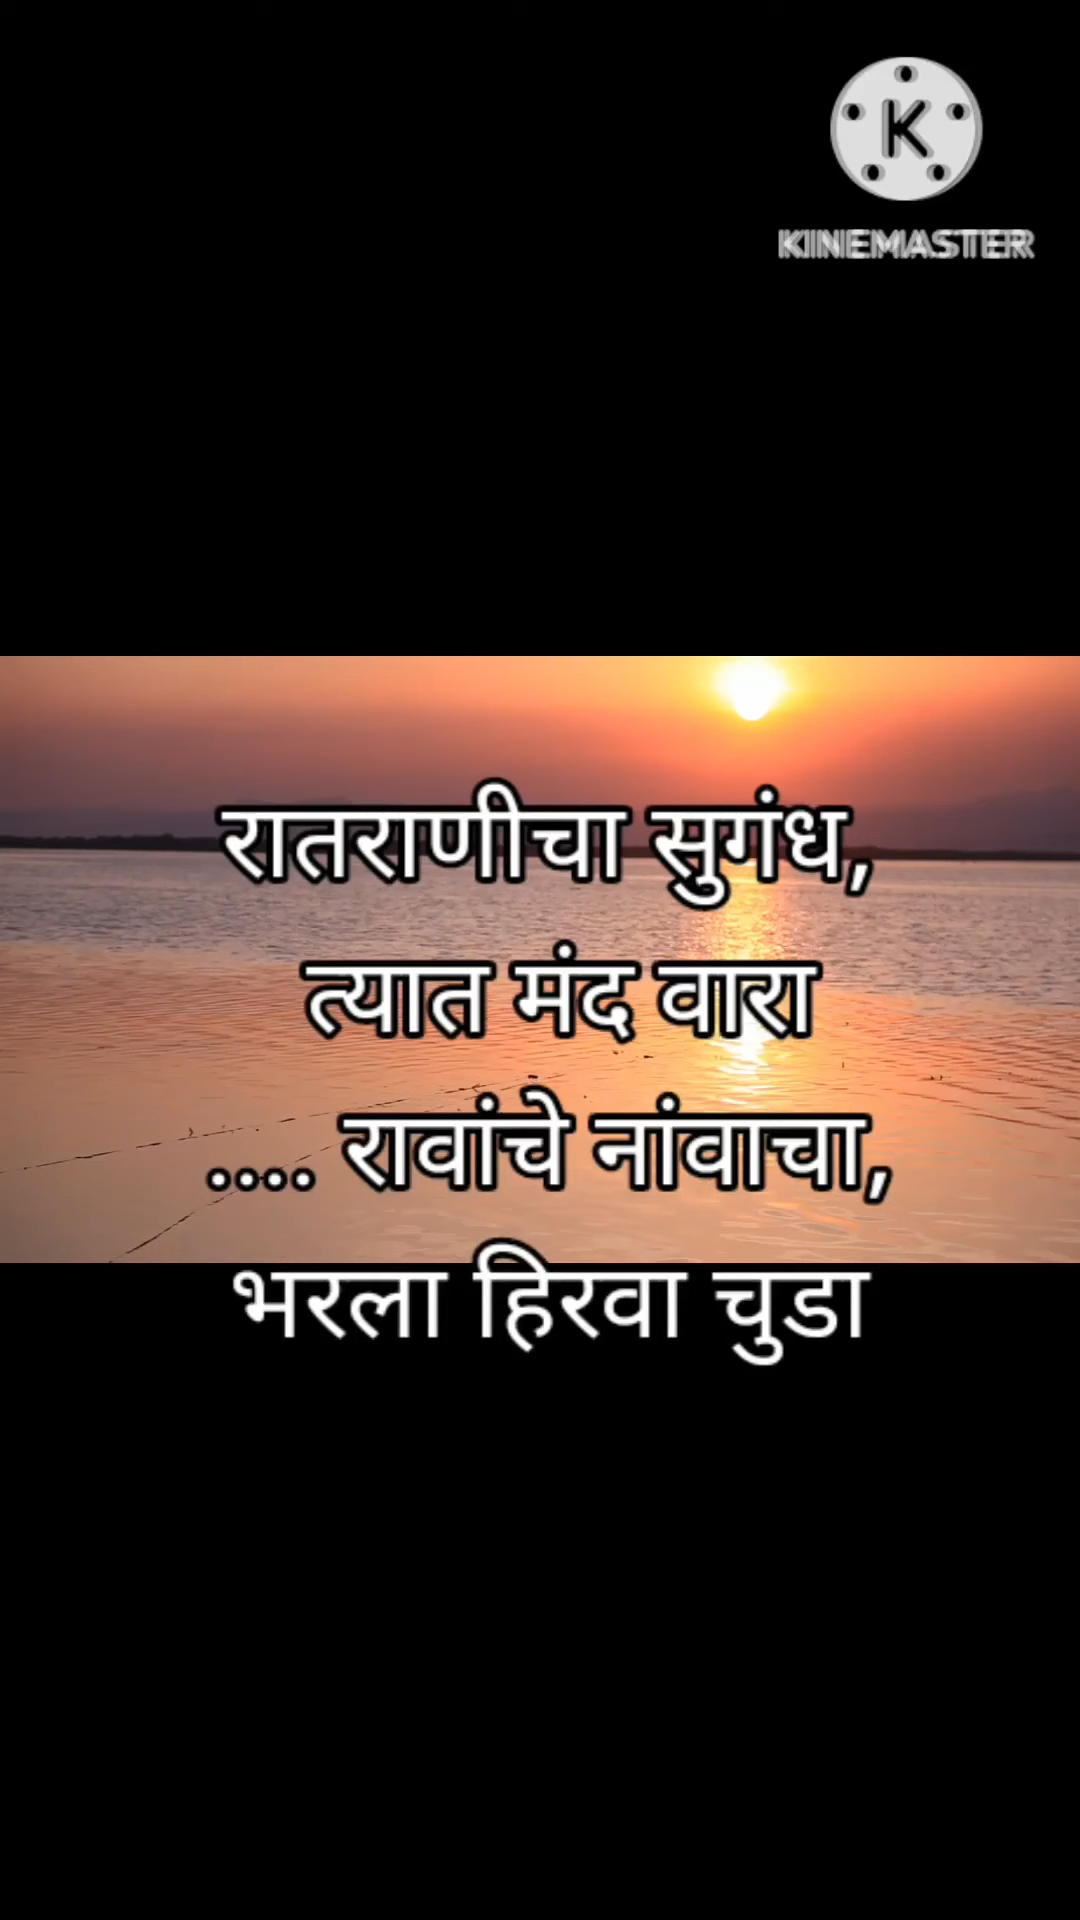 K
KINEMASTER
रातराणीचा सुगंध,
त्यात मंद वारा
.... रावांचे नांवाचा,
भरला हिरवा चुडा